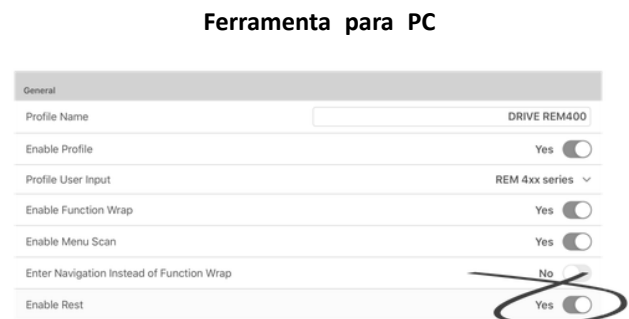 Ferramenta para PC
General
Profile Name DRIVE REM400
Enable Profile Yes
Profile User Input REM 4xx series
Enable Function Wrap Yes
Enable Menu Scan Yes
Enter Navigation Instead of Function Wrap No
Enable Rest Yes